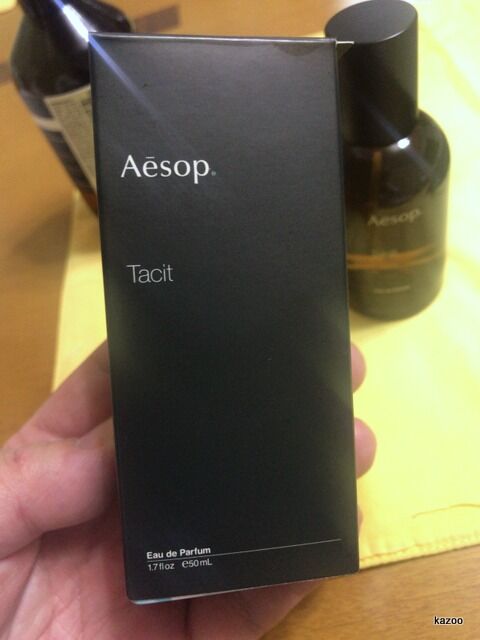 Aēsop®
Tacit
Eau de Parfum
1.7 fl oz ℮50 mL
Aēsop.
kazoo